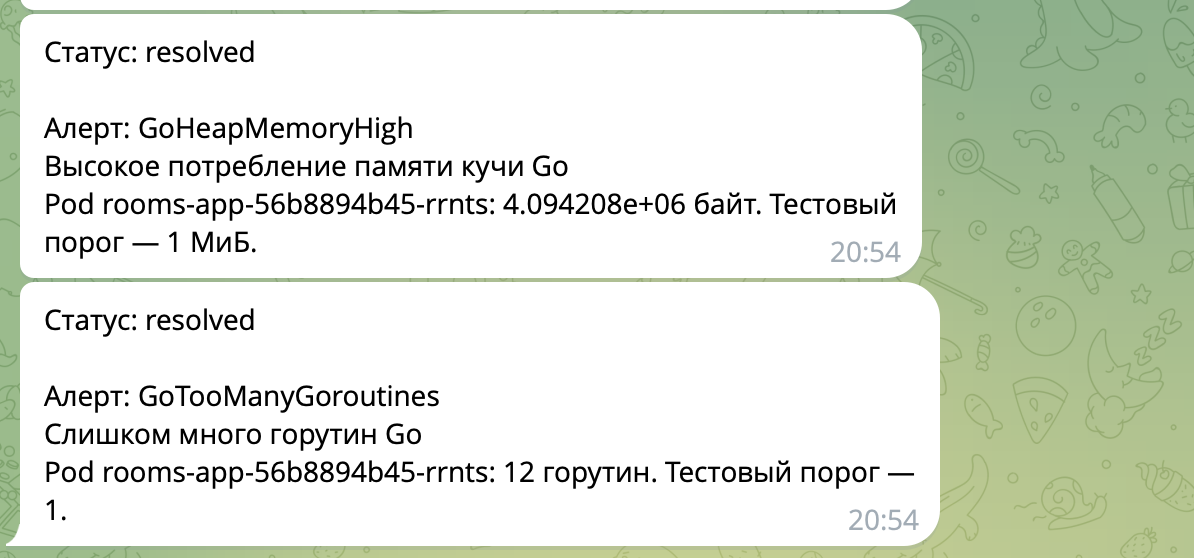 Статус: resolved
Алерт: GoHeapMemoryHigh
Высокое потребление памяти кучи Go
Pod rooms-app-56b8894b45-rrnts: 4.094208e+06 байт. Тестовый
порог — 1 МиБ.
20:54
Статус: resolved
Алерт: GoTooManyGoroutines
Слишком много горутин Go
Pod rooms-app-56b8894b45-rrnts: 12 горутин. Тестовый порог —
1.
20:54